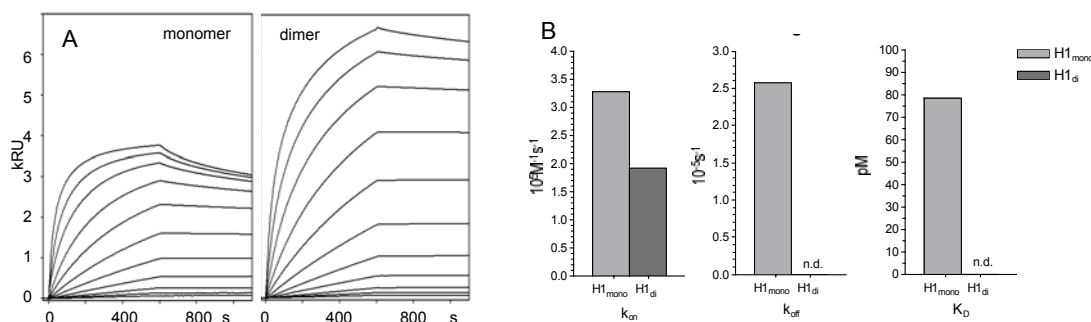 A
monomer
dimer
kRU
6
5
4
3
2
1
0
0
400
800
s
0
400
800
s
B
4.0
3.5
3.0
2.5
2.0
1.5
1.0
0.5
0.0
10⁵M⁻¹s⁻¹
H1mono H1di
kon
3.0
2.5
2.0
1.5
1.0
0.5
0.0
10⁻⁵s⁻¹
n.d.
H1mono H1di
koff
100
90
80
70
60
50
40
30
20
10
0
pM
n.d.
H1mono H1di
KD
H1mono
H1di